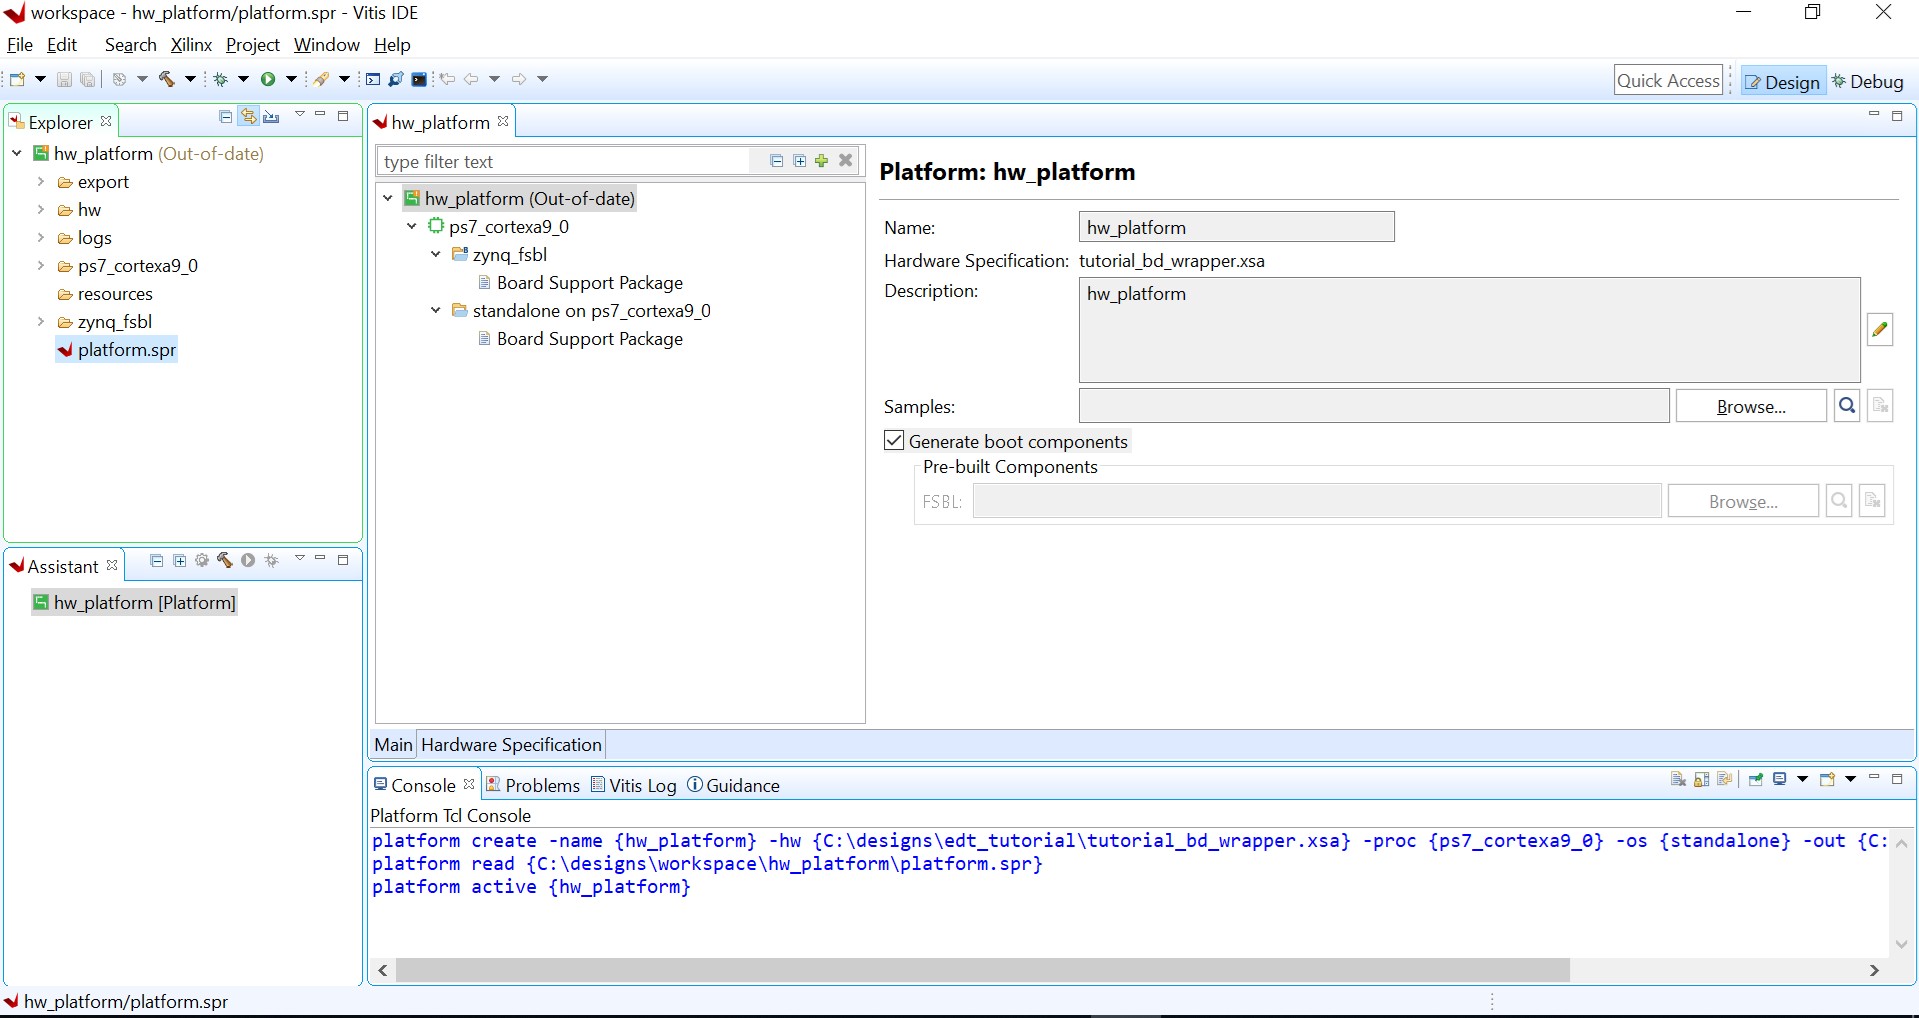 workspace - hw_platform/platform.spr - Vitis IDE
File Edit Search Xilinx Project Window Help
Quick Access Design Debug
Explorer
hw_platform (Out-of-date)
export
hw
logs
ps7_cortexa9_0
resources
zynq_fsbl
platform.spr
Assistant
hw_platform [Platform]
hw_platform
type filter text
hw_platform (Out-of-date)
ps7_cortexa9_0
zynq_fsbl
Board Support Package
standalone on ps7_cortexa9_0
Board Support Package
Platform: hw_platform
Name: hw_platform
Hardware Specification: tutorial_bd_wrapper.xsa
Description: hw_platform
Samples: Browse...
Generate boot components
Pre-built Components
FSBL: Browse...
Main Hardware Specification
Console Problems Vitis Log Guidance
Platform Tcl Console
platform create -name {hw_platform} -hw {C:\designs\edt_tutorial\tutorial_bd_wrapper.xsa} -proc {ps7_cortexa9_0} -os {standalone} -out {C:
platform read {C:\designs\workspace\hw_platform\platform.spr}
platform active {hw_platform}
hw_platform/platform.spr